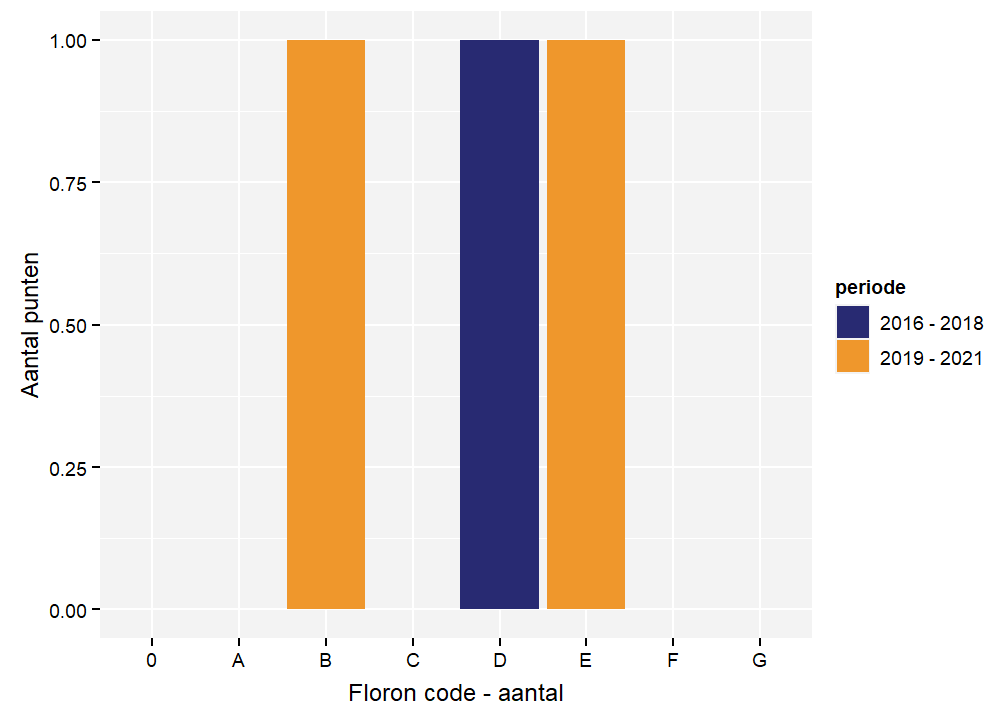 1.00
0.75
0.50
0.25
0.00
Aantal punten
0 A B C D E F G
Floron code - aantal
periode
2016 - 2018
2019 - 2021